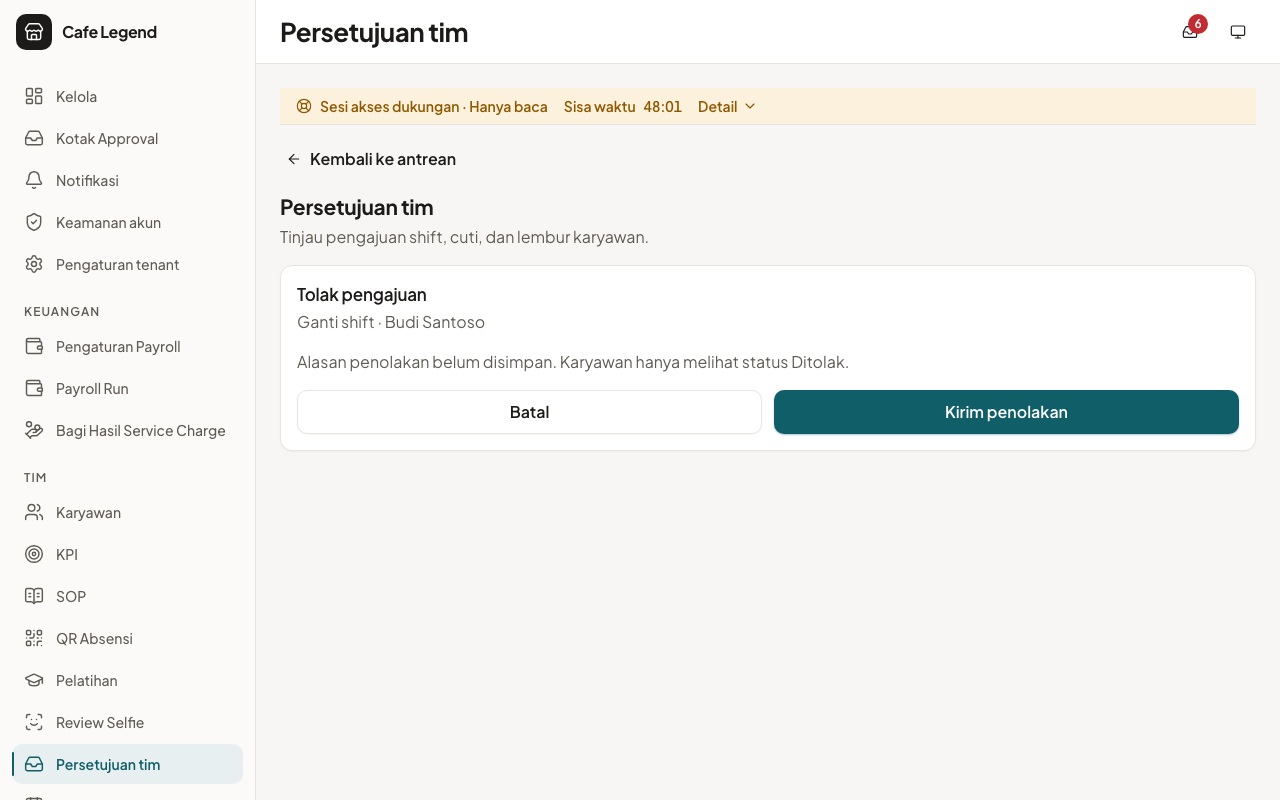 Cafe Legend
Kelola
Kotak Approval
Notifikasi
Keamanan akun
Pengaturan tenant
KEUANGAN
Pengaturan Payroll
Payroll Run
Bagi Hasil Service Charge
TIM
Karyawan
KPI
SOP
QR Absensi
Pelatihan
Review Selfie
Persetujuan tim
Persetujuan tim
6
Sesi akses dukungan · Hanya baca Sisa waktu 48:01 Detail
Kembali ke antrean
Persetujuan tim
Tinjau pengajuan shift, cuti, dan lembur karyawan.
Tolak pengajuan
Ganti shift · Budi Santoso
Alasan penolakan belum disimpan. Karyawan hanya melihat status Ditolak.
Batal
Kirim penolakan